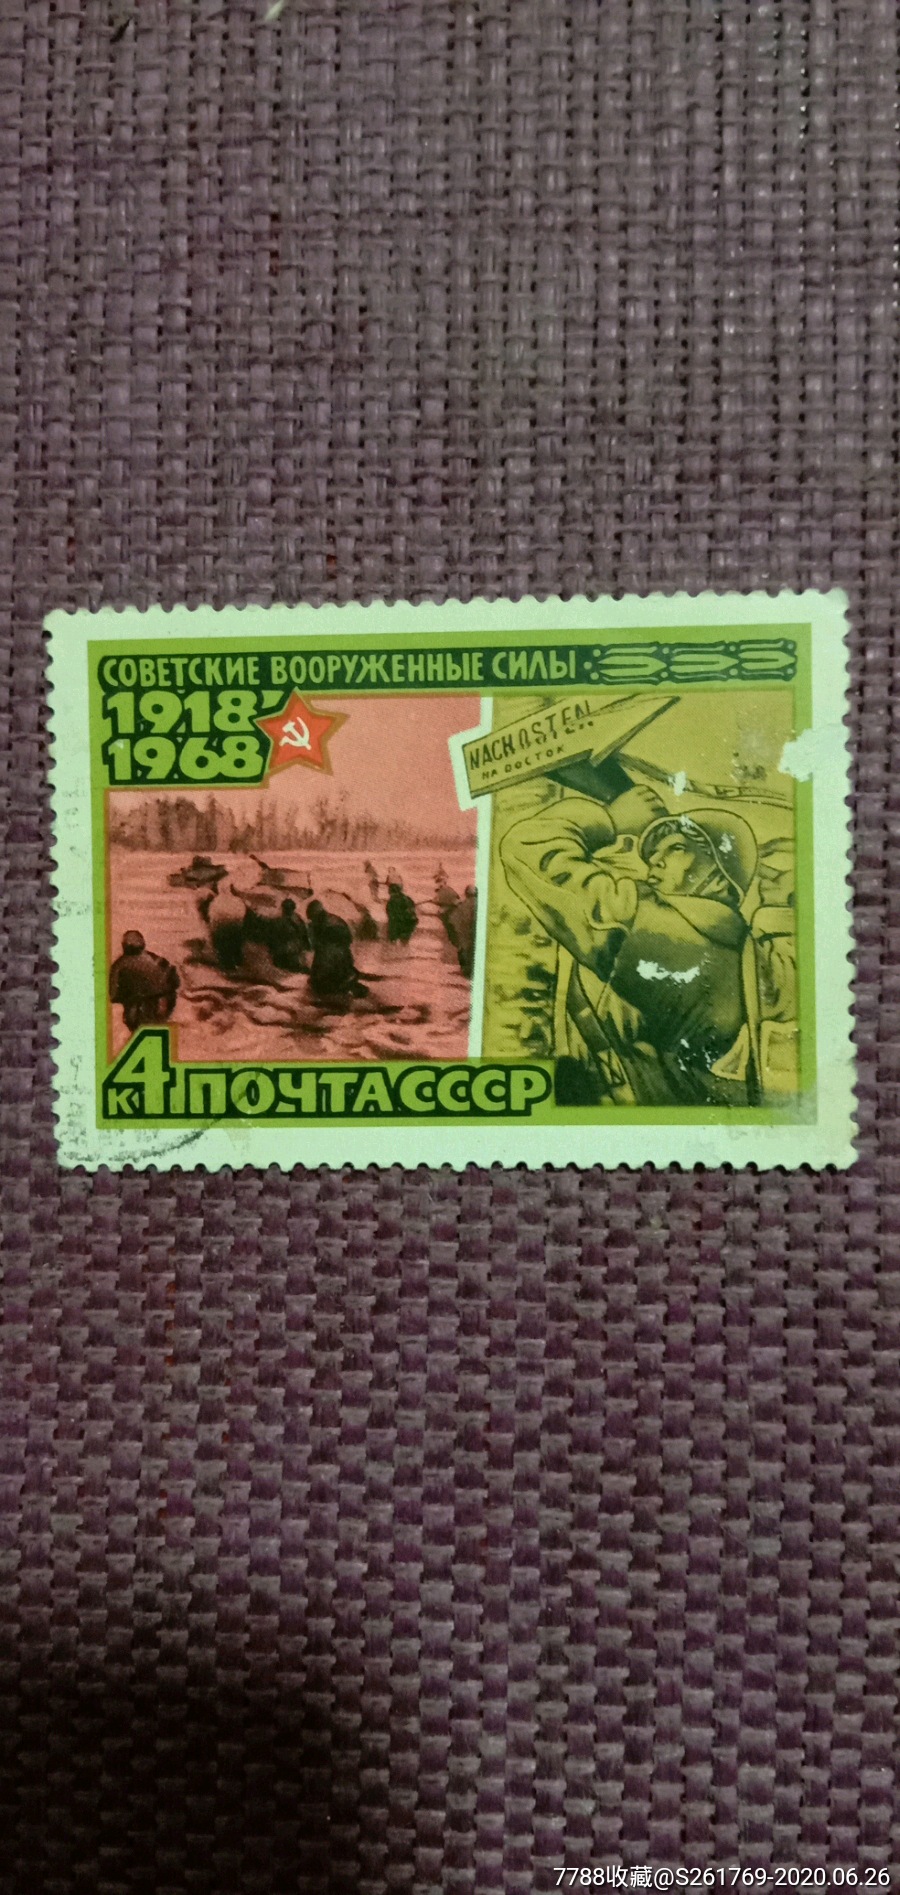 СОВЕТСКИЕ ВООРУЖЕННЫЕ СИЛЫ
1918
1968
NACH OSTEN
НА ВОСТОК
4К ПОЧТА СССР
7788收藏@S261769-2020.06.26